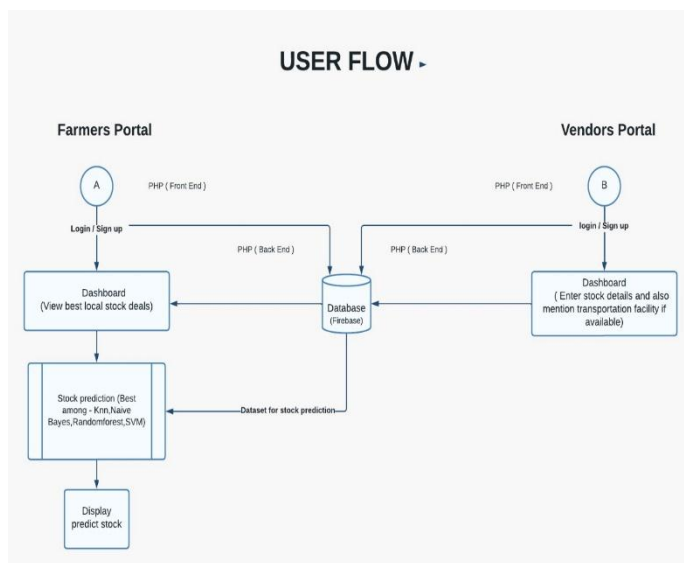 USER FLOW
Farmers Portal
Vendors Portal
A
PHP ( Front End )
PHP ( Front End )
B
Login / Sign up
login / Sign up
PHP ( Back End )
PHP ( Back End )
Dashboard
(View best local stock deals)
Database
(Firebase)
Dashboard
( Enter stock details and also
mention transportation facility if
available)
Stock prediction (Best
among - Knn,Naive
Bayes,Randomforest,SVM)
Dataset for stock prediction
Display
predict stock